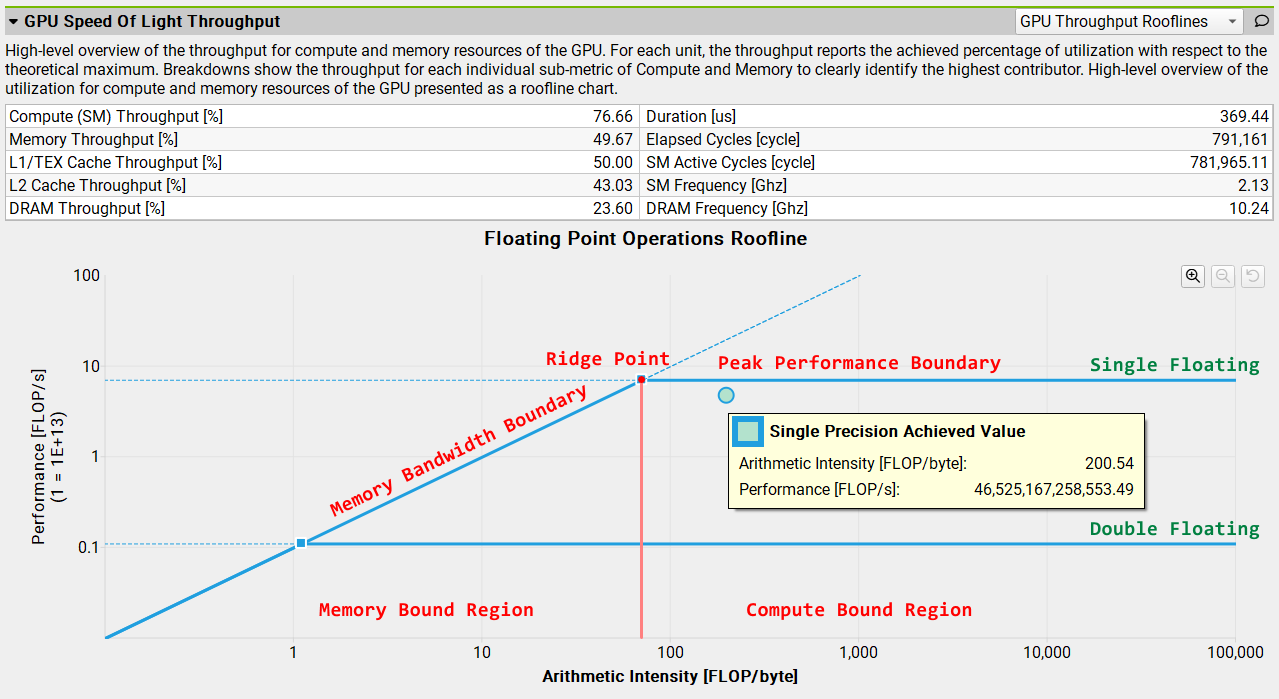 GPU Speed Of Light Throughput
GPU Throughput Rooflines
High-level overview of the throughput for compute and memory resources of the GPU. For each unit, the throughput reports the achieved percentage of utilization with respect to the
theoretical maximum. Breakdowns show the throughput for each individual sub-metric of Compute and Memory to clearly identify the highest contributor. High-level overview of the
utilization for compute and memory resources of the GPU presented as a roofline chart.
Compute (SM) Throughput [%] 76.66 Duration [us] 369.44
Memory Throughput [%] 49.67 Elapsed Cycles [cycle] 791,161
L1/TEX Cache Throughput [%] 50.00 SM Active Cycles [cycle] 781,965.11
L2 Cache Throughput [%] 43.03 SM Frequency [Ghz] 2.13
DRAM Throughput [%] 23.60 DRAM Frequency [Ghz] 10.24
Floating Point Operations Roofline
100
Ridge Point
Peak Performance Boundary
Single Floating
10
Memory Bandwidth Boundary
Single Precision Achieved Value
Arithmetic Intensity [FLOP/byte]: 200.54
Performance [FLOP/s]: 46,525,167,258,553.49
1
Performance [FLOP/s]
(1 = 1E+13)
Double Floating
0.1
Memory Bound Region
Compute Bound Region
1 10 100 1,000 10,000 100,000
Arithmetic Intensity [FLOP/byte]